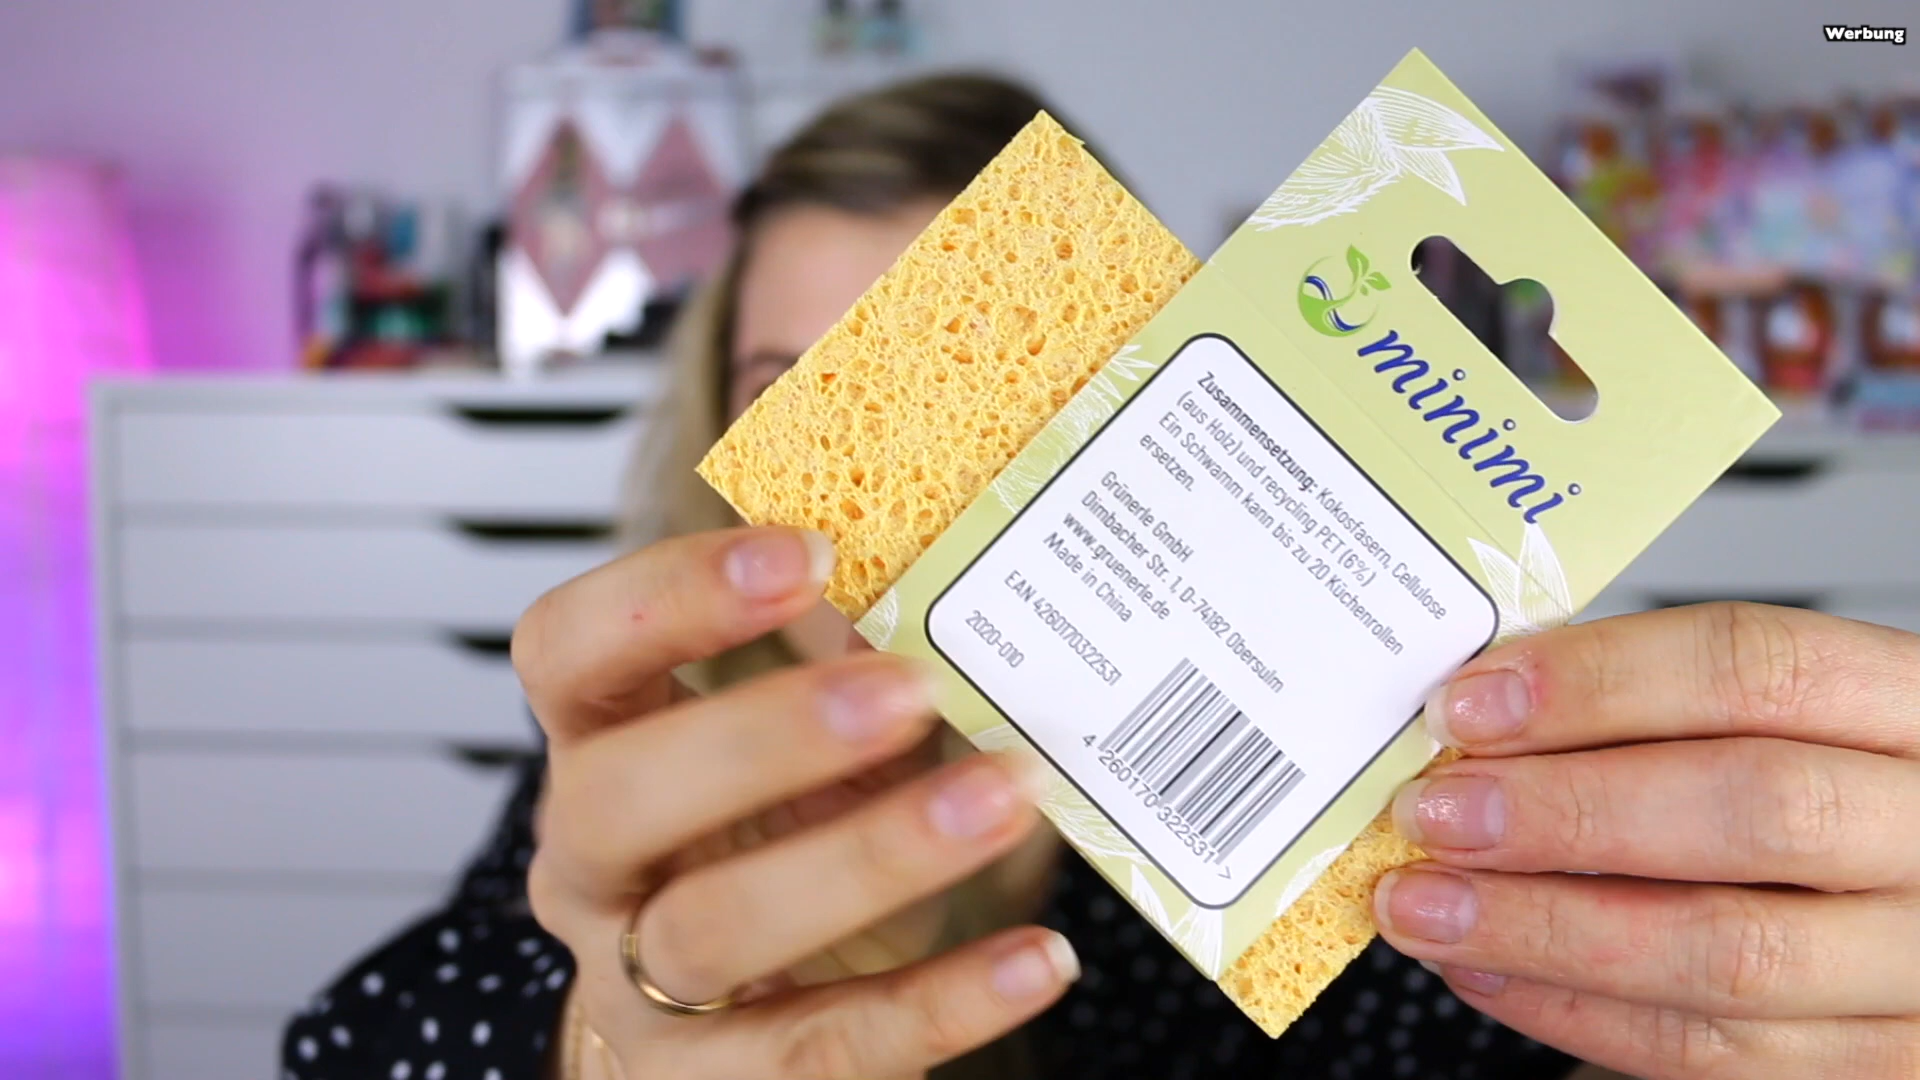 Werbung
minimi
Zusammensetzung: Kokosfasern, Cellulose
(aus Holz) und recycling PET (6%)
Ein Schwamm kann bis zu 20 Küchenrollen
ersetzen.
Grünerle GmbH
Dimbacher Str. 1, D-74182 Obersulm
www.gruenerle.de
Made in China
EAN 4260170322531
2020-010
4 260170 322531 >